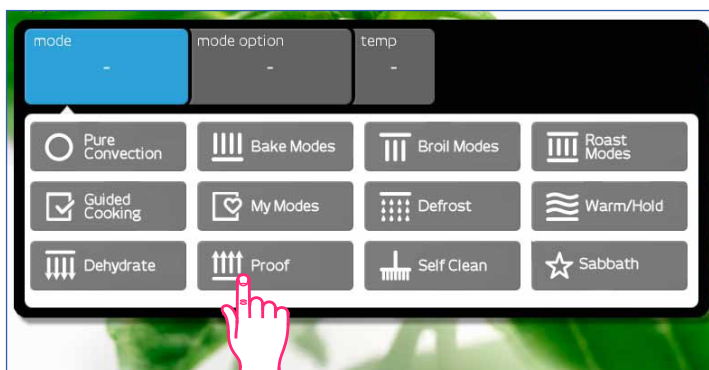 mode
mode option
temp
-
-
-
Pure
Convection
Bake Modes
Broil Modes
Roast
Modes
Guided
Cooking
My Modes
Defrost
Warm/Hold
Dehydrate
Proof
Self Clean
Sabbath